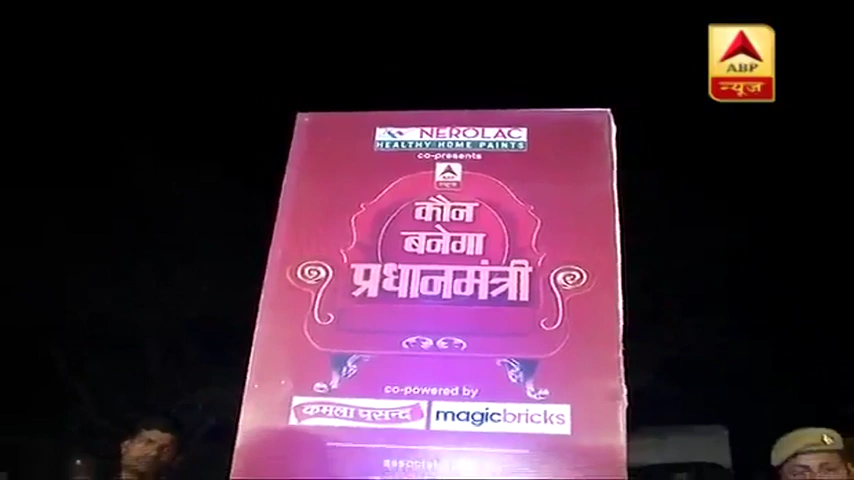 ABP
न्यूज़
NEROLAC
HEALTHY HOME PAINTS
co-presents
कौन
बनेगा
प्रधानमंत्री
co-powered by
कमला पसन्द
magicbricks